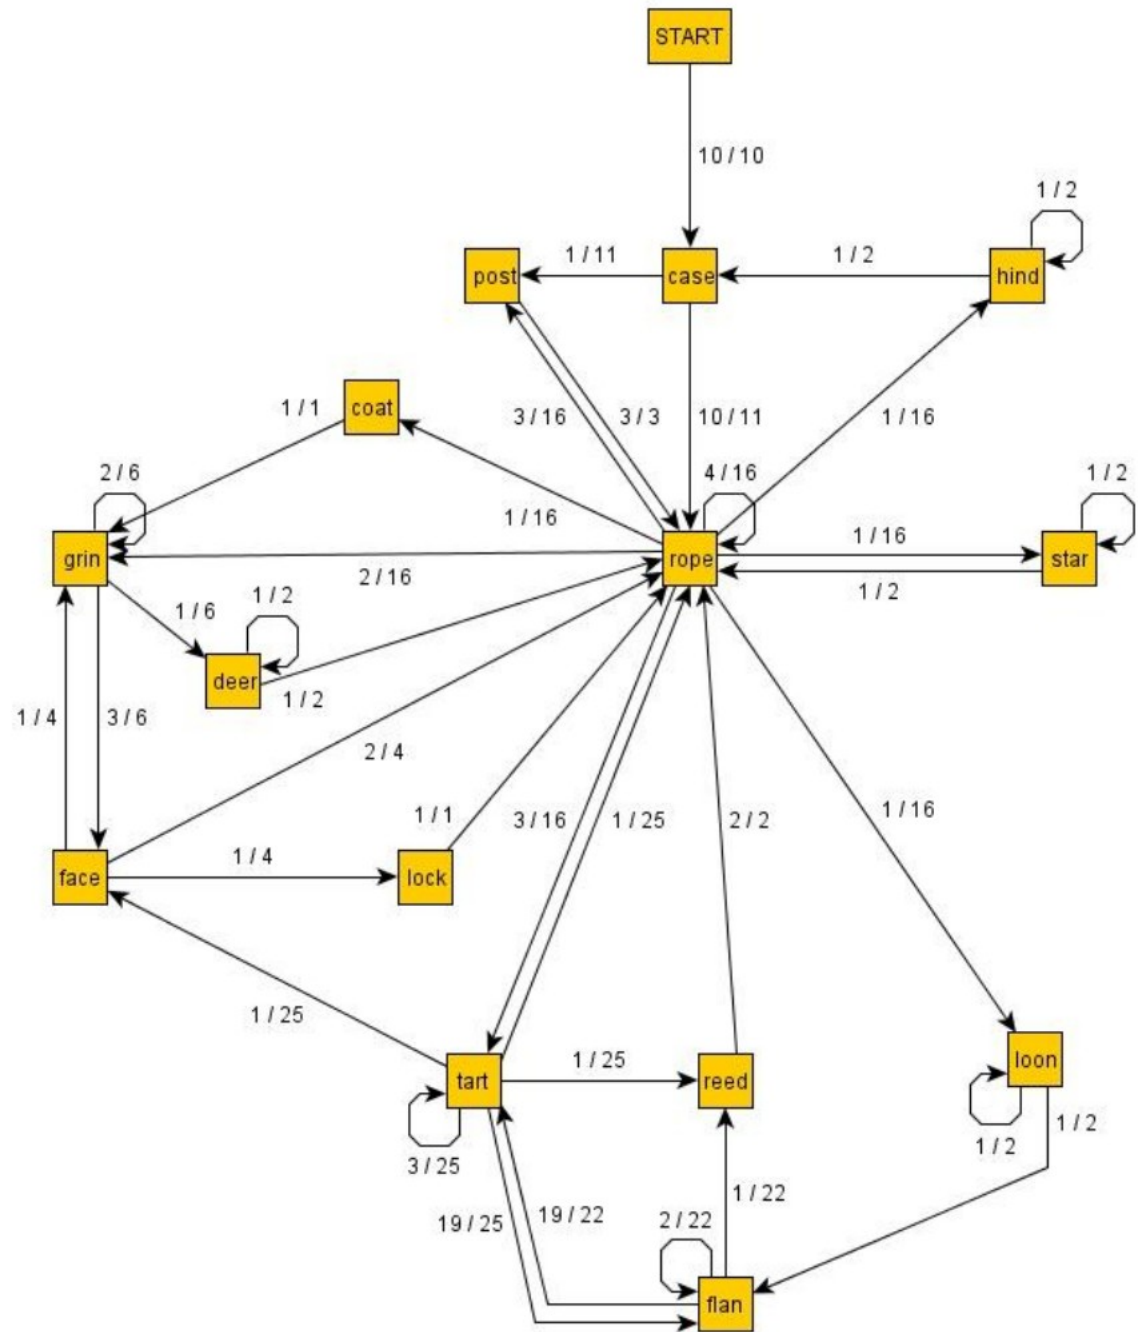 START
10 / 10
1 / 2
post
1 / 11
case
1 / 2
hind
coat
1 / 1
3 / 16
3 / 3
10 / 11
1 / 16
2 / 6
4 / 16
1 / 2
1 / 16
grin
2 / 16
rope
1 / 16
1 / 2
star
1 / 6
1 / 2
deer
1 / 2
1 / 4
3 / 6
2 / 4
1 / 1
3 / 16
1 / 25
2 / 2
1 / 16
face
1 / 4
lock
1 / 25
tart
1 / 25
reed
loon
3 / 25
1 / 2
1 / 2
19 / 25
19 / 22
2 / 22
1 / 22
flan